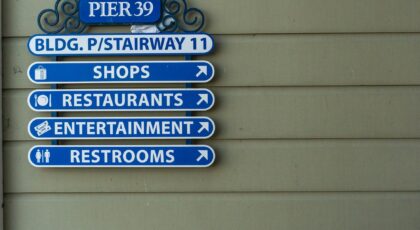 PIER 39
BLDG. P/STAIRWAY 11
SHOPS
RESTAURANTS
ENTERTAINMENT
RESTROOMS